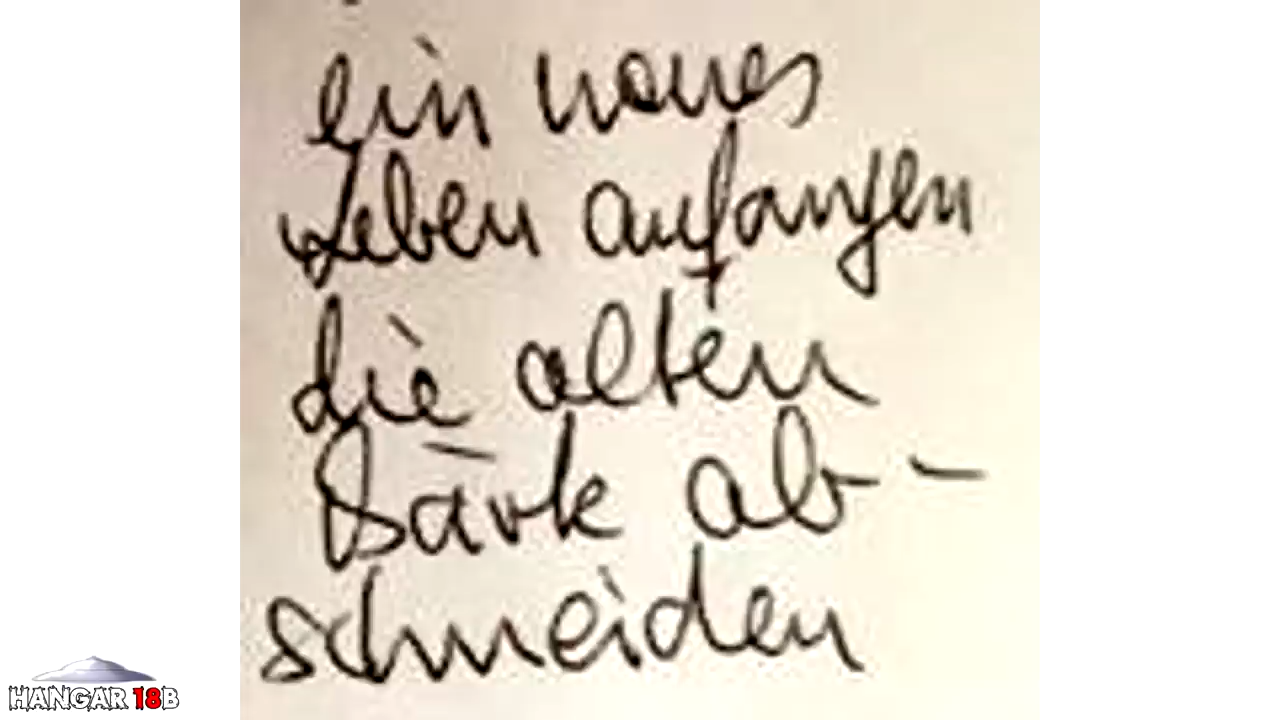 ein neues
Leben anfangen
die alten
ab-
schneiden
HANGAR 18B